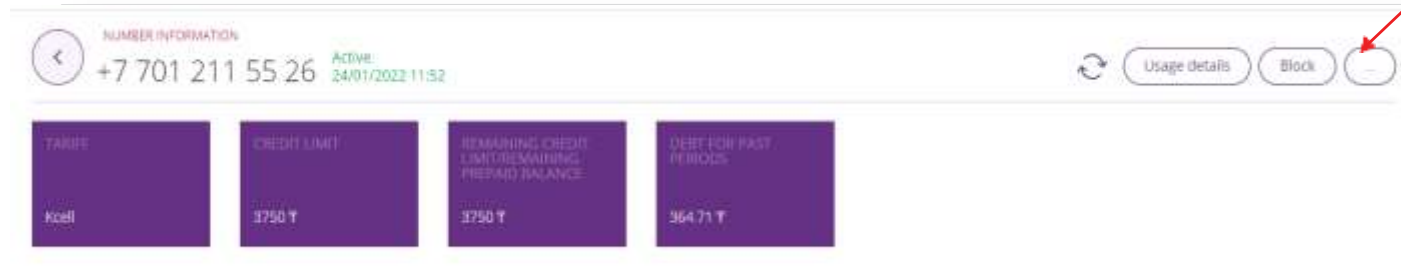 NUMBER INFORMATION
+7 701 211 55 26
Active
24/01/2022 11:52
Usage details
Block
...
TARIFF
Kcell
CREDIT LIMIT
3750 ₸
REMAINING CREDIT
LIMIT/REMAINING
PREPAID BALANCE
3750 ₸
DEBT FOR PAST
PERIODS
364.71 ₸